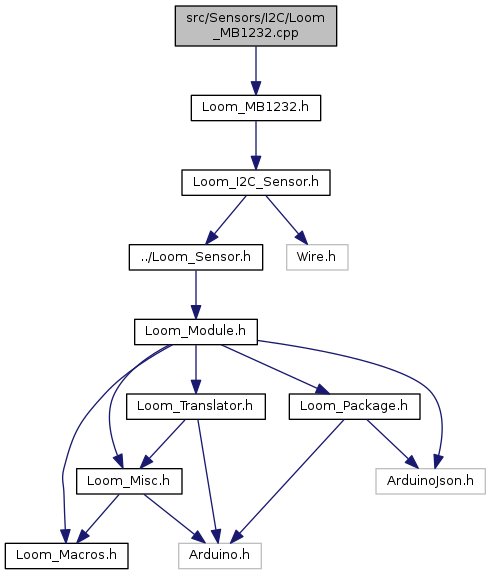 src/Sensors/I2C/Loom
_MB1232.cpp
Loom_MB1232.h
Loom_I2C_Sensor.h
../Loom_Sensor.h
Wire.h
Loom_Module.h
Loom_Translator.h
Loom_Package.h
Loom_Misc.h
ArduinoJson.h
Loom_Macros.h
Arduino.h